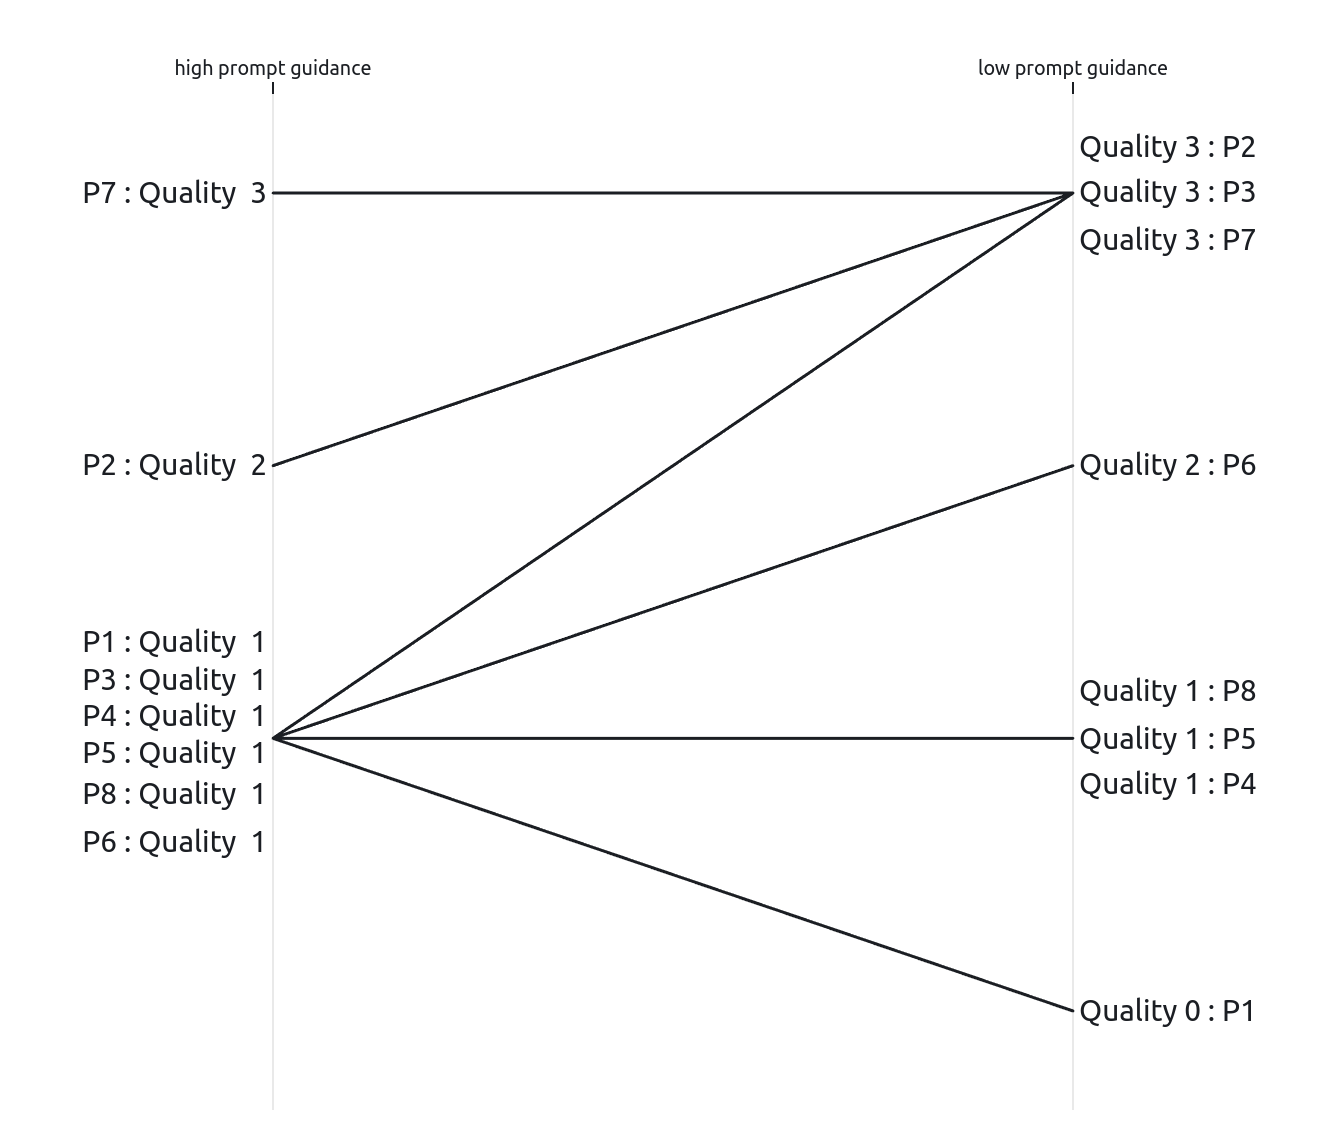 high prompt guidance
low prompt guidance
P7 : Quality 3
P2 : Quality 2
P1 : Quality 1
P3 : Quality 1
P4 : Quality 1
P5 : Quality 1
P8 : Quality 1
P6 : Quality 1
Quality 3 : P2
Quality 3 : P3
Quality 3 : P7
Quality 2 : P6
Quality 1 : P8
Quality 1 : P5
Quality 1 : P4
Quality 0 : P1